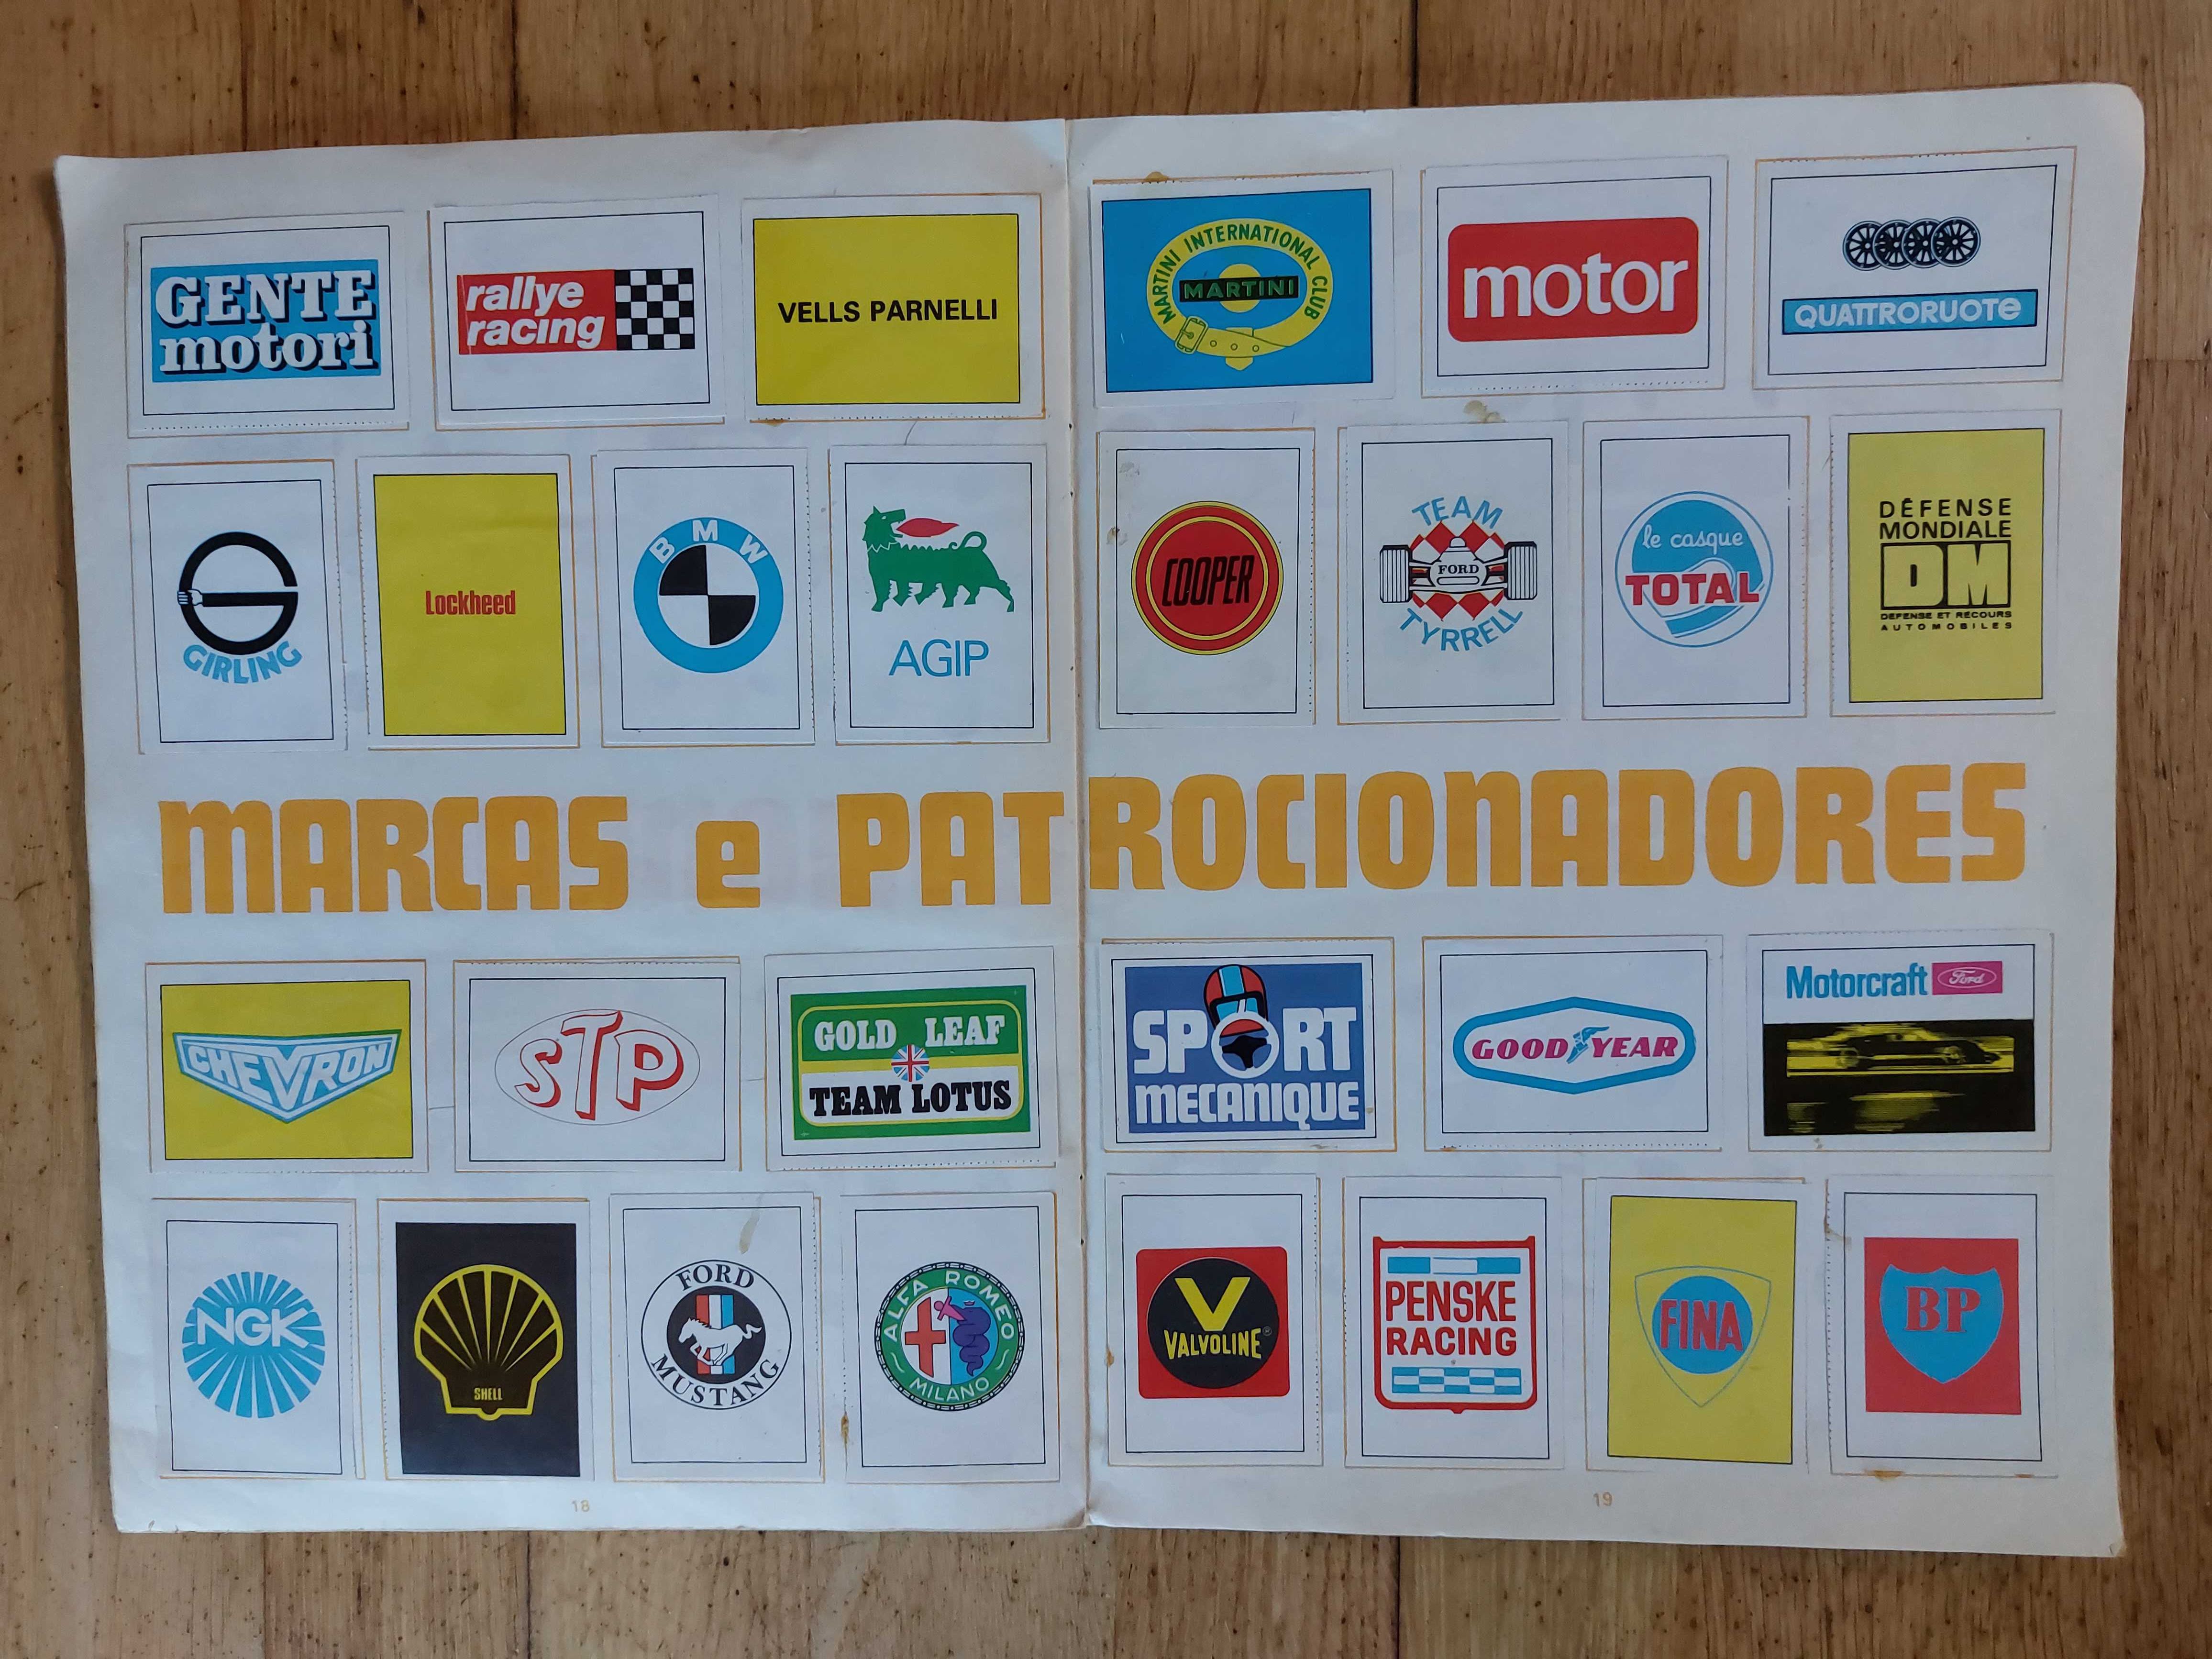 GENTE
motori
rallye
racing
VELLS PARNELLI
GIRLING
Lockheed
BMW
AGIP
MARTINI INTERNATIONAL CLUB
MARTINI
motor
QUATTRORUOTE
COOPER
TEAM
FORD
TYRRELL
le casque
TOTAL
DÉFENSE
MONDIALE
DM
DEFENSE ET RECOURS
AUTOMOBILES
MARCAS e PATROCIONADORES
CHEVRON
STP
GOLD LEAF
TEAM LOTUS
NGK
SHELL
FORD
MUSTANG
ALFA ROMEO
MILANO
18
SPORT
MECANIQUE
GOOD YEAR
Motorcraft Ford
V
VALVOLINE®
PENSKE
RACING
FINA
BP
19